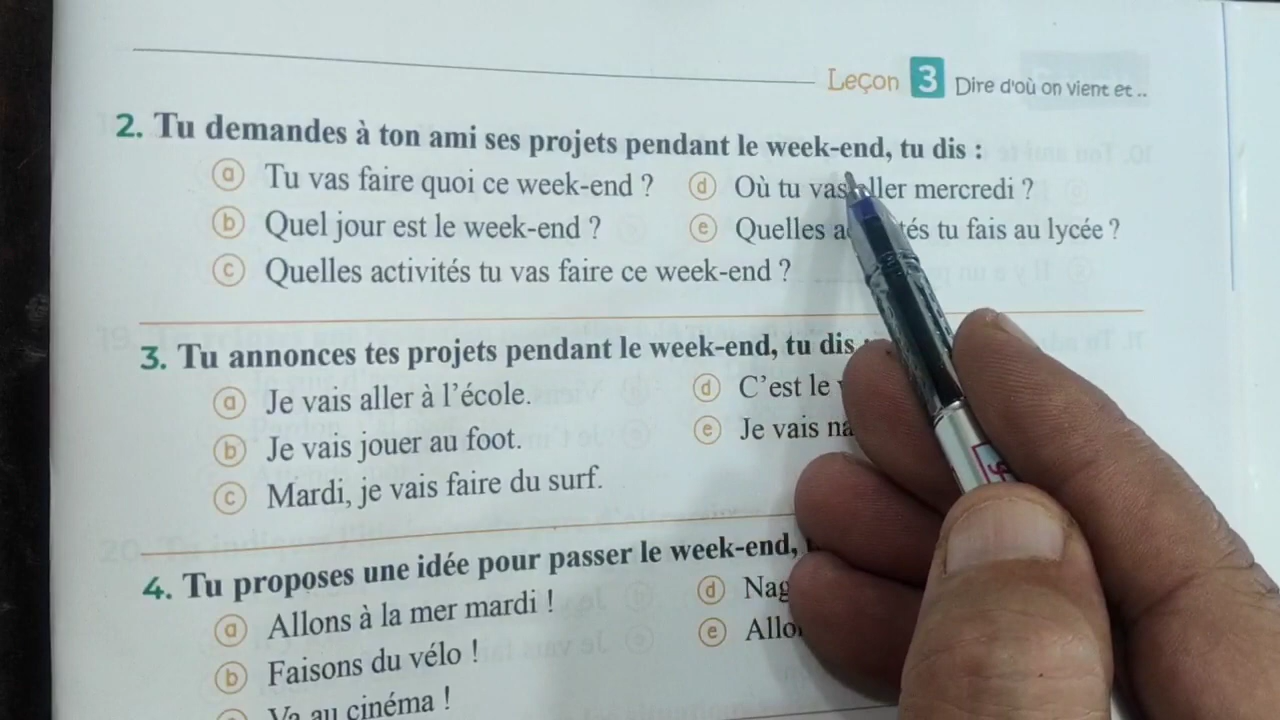 Leçon 3 Dire d'où on vient et ..
2. Tu demandes à ton ami ses projets pendant le week-end, tu dis :
a Tu vas faire quoi ce week-end ? d Où tu vas aller mercredi ?
b Quel jour est le week-end ? e Quelles tu fais au lycée ?
c Quelles activités tu vas faire ce week-end ?
3. Tu annonces tes projets pendant le week-end, tu dis
a Je vais aller à l'école. d C'est le
b Je vais jouer au foot. e Je vais
c Mardi, je vais faire du surf.
4. Tu proposes une idée pour passer le week-end,
a Allons à la mer mardi ! d
b Faisons du vélo ! e
Va au cinéma !